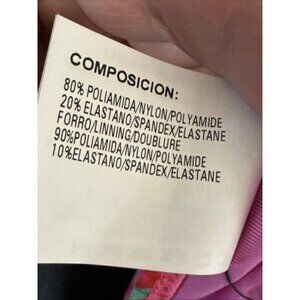 COMPOSICION:
80% POLIAMIDA/NYLON/POLYAMIDE
20% ELASTANO/SPANDEX/ELASTANE
FORRO/LINNING/DOUBLURE
90%POLIAMIDA/NYLON/POLYAMIDE
10%ELASTANO/SPANDEX/ELASTANE